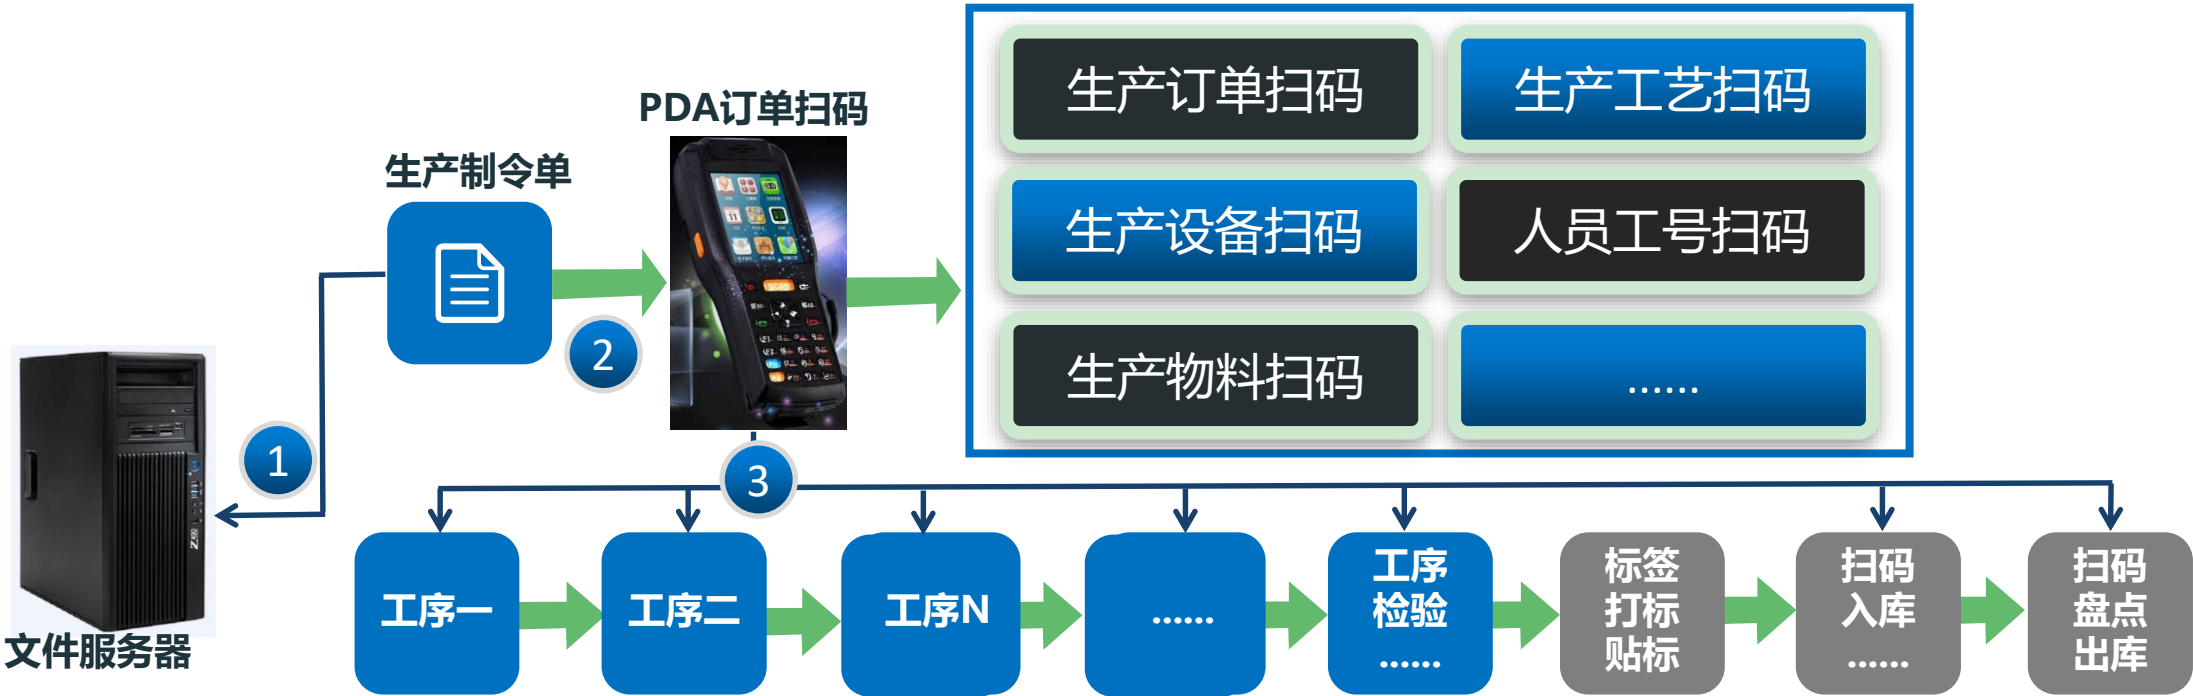 PDA订单扫码
生产制令单
生产订单扫码
生产工艺扫码
生产设备扫码
人员工号扫码
生产物料扫码
......
1
2
3
文件服务器
工序一
工序二
工序N
......
工序
检验
......
标签
打标
贴标
扫码
入库
......
扫码
盘点
出库